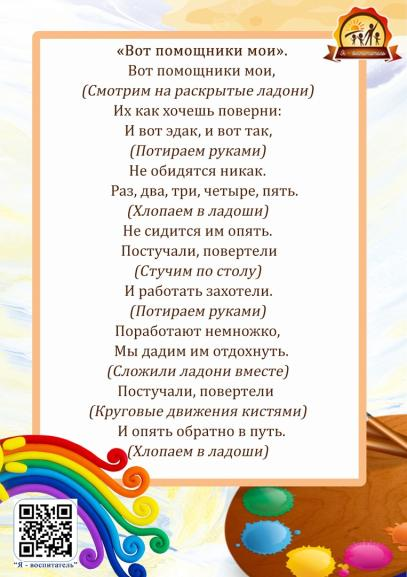 Я - воспитатель
«Вот помощники мои».
Вот помощники мои,
(Смотрим на раскрытые ладони)
Их как хочешь поверни:
И вот эдак, и вот так,
(Потираем руками)
Не обидятся никак.
Раз, два, три, четыре, пять.
(Хлопаем в ладоши)
Не сидится им опять.
Постучали, повертели
(Стучим по столу)
И работать захотели.
(Потираем руками)
Поработают немножко,
Мы дадим им отдохнуть.
(Сложили ладони вместе)
Постучали, повертели
(Круговые движения кистями)
И опять обратно в путь.
(Хлопаем в ладоши)
"Я - воспитатель"